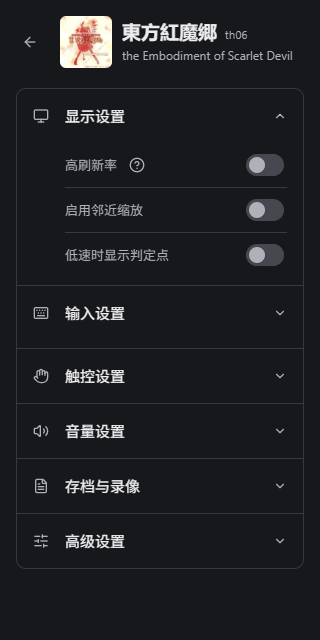 東方紅魔郷 th06
the Embodiment of Scarlet Devil
显示设置
高刷新率
启用邻近缩放
低速时显示判定点
输入设置
触控设置
音量设置
存档与录像
高级设置